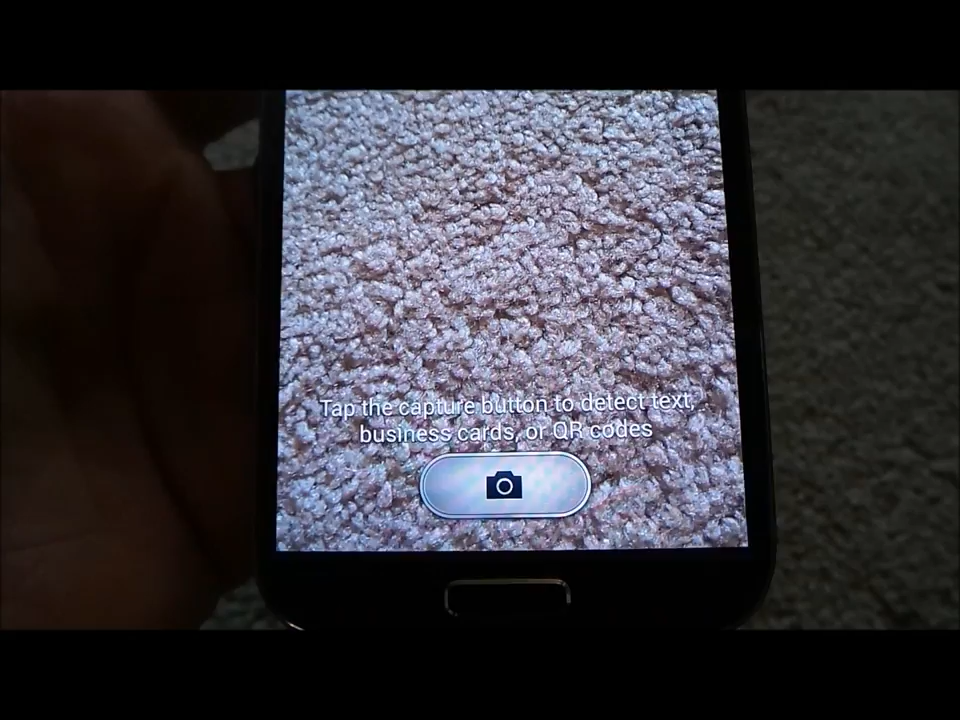 Tap the capture button to detect text,
business cards, or QR codes